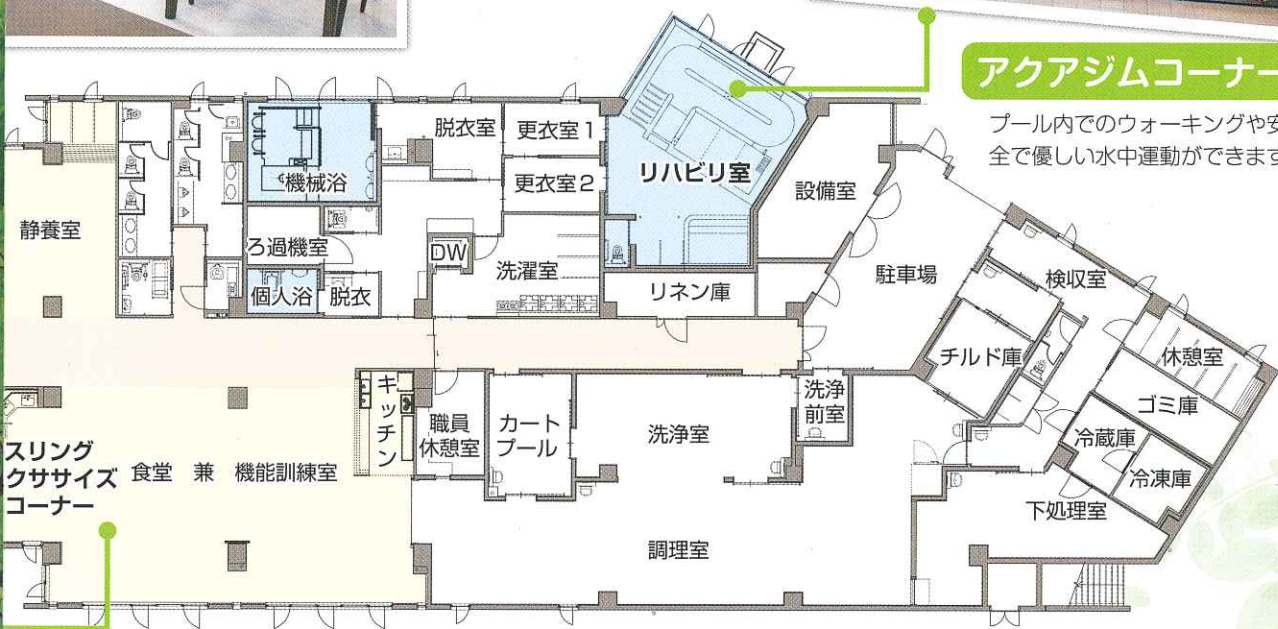 アクアジムコーナー
プール内でのウォーキングや安
全で優しい水中運動ができます
脱衣室
更衣室1
機械浴
更衣室2
リハビリ室
設備室
静養室
ろ過機室
DW
洗濯室
個人浴
脱衣
リネン庫
駐車場
検収室
チルド庫
休憩室
キッチン
職員
休憩室
カート
プール
洗浄室
洗浄
前室
ゴミ庫
冷蔵庫
冷凍庫
スリング
クササイズ
コーナー
食堂 兼 機能訓練室
下処理室
調理室